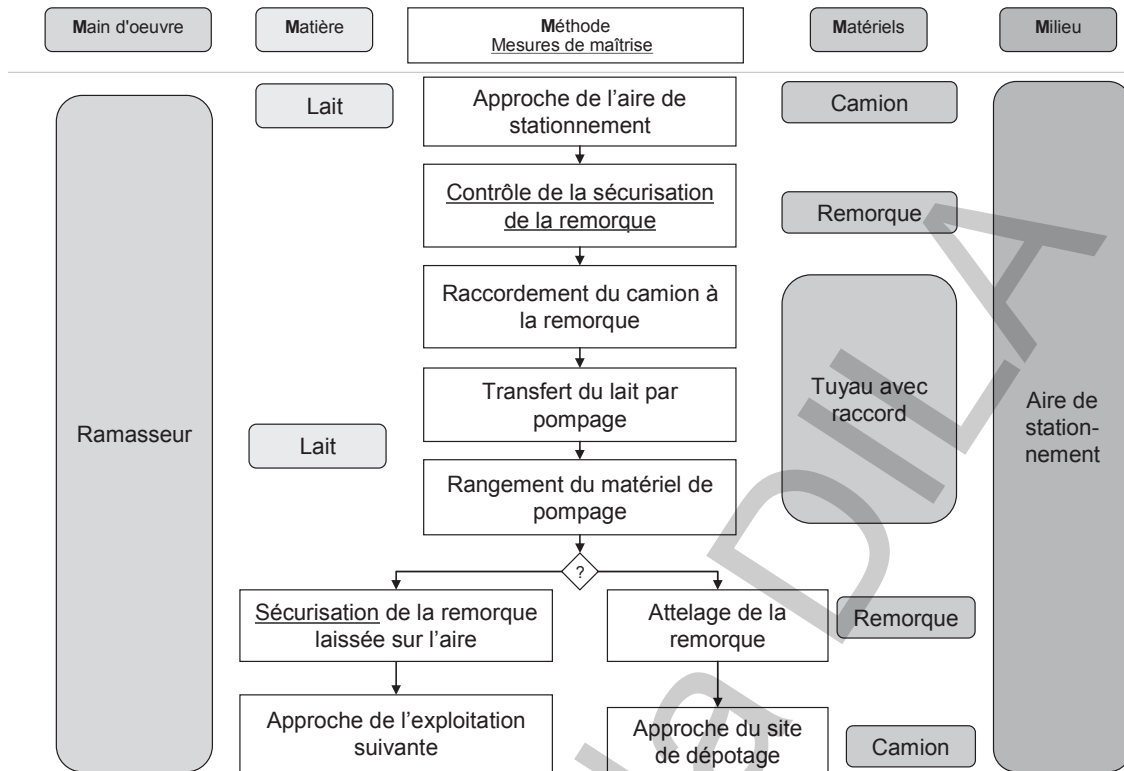 Main d'oeuvre
Matière
Méthode
Mesures de maîtrise
Matériels
Milieu
Lait
Approche de l'aire de
stationnement
Camion
Contrôle de la sécurisation
de la remorque
Remorque
Raccordement du camion à
la remorque
Transfert du lait par
pompage
Tuyau avec
raccord
Ramasseur
Lait
Aire de
station-
nement
Rangement du matériel de
pompage
?
Sécurisation de la remorque
laissée sur l'aire
Attelage de la
remorque
Remorque
Approche de l'exploitation
suivante
Approche du site
de dépotage
Camion
la DILA